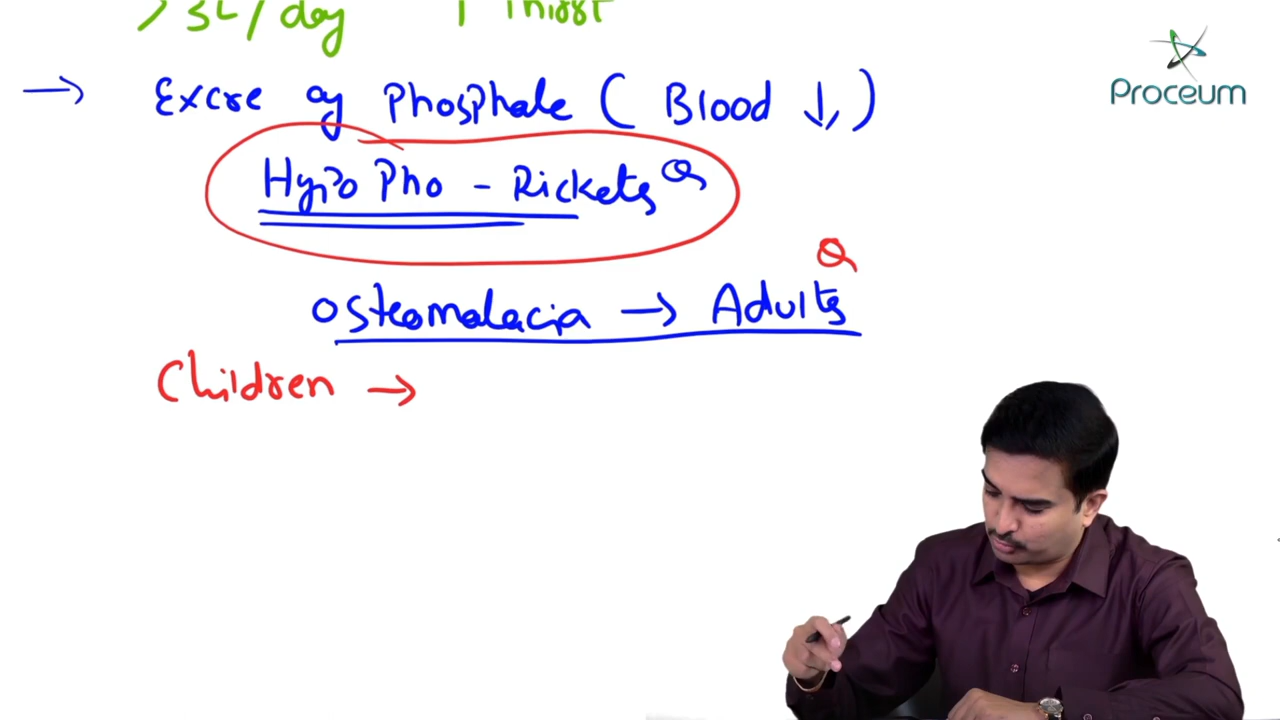 > 3L / day ↑ Thirst
Proceum
→ Excre of Phosphate ( Blood ↓ )
Hypo Pho - Rickets Q
Q
Osteomalacia → Adults
Children →